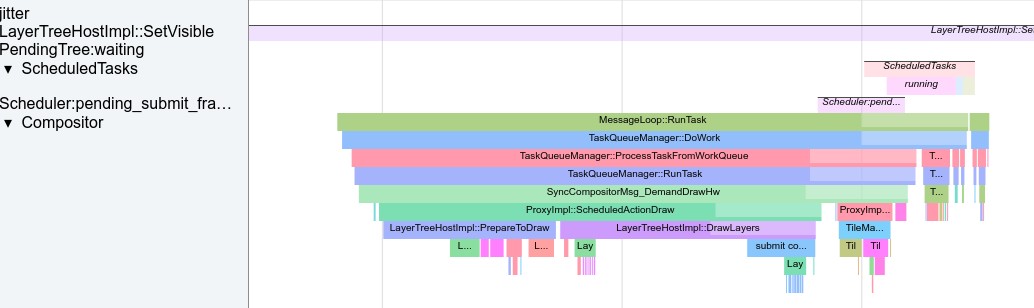 jitter
LayerTreeHostImpl::SetVisible
LayerTreeHostImpl::Set
PendingTree:waiting
▼ ScheduledTasks
ScheduledTasks
running
Scheduler:pending_submit_fra…
Scheduler:pend...
▼ Compositor
MessageLoop::RunTask
TaskQueueManager::DoWork
TaskQueueManager::ProcessTaskFromWorkQueue T...
TaskQueueManager::RunTask T...
SyncCompositorMsg_DemandDrawHw T...
ProxyImpl::ScheduledActionDraw ProxyImp...
LayerTreeHostImpl::PrepareToDraw LayerTreeHostImpl::DrawLayers TileMa...
L... L... Lay submit co... Til Til
Lay